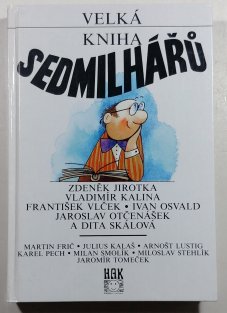 VELKÁ
KNIHA
SEDMILHÁŘŮ
ZDENĚK JIROTKA
VLADIMÍR KALINA
FRANTIŠEK VLČEK • IVAN OSVALD
JAROSLAV OTČENÁŠEK
A DITA SKÁLOVÁ
MARTIN FRIČ • JULIUS KALAŠ • ARNOŠT LUSTIG
KAREL PECH • MILAN SMOLÍK • MILOSLAV STEHLÍK
JAROMÍR TOMEČEK
HAK